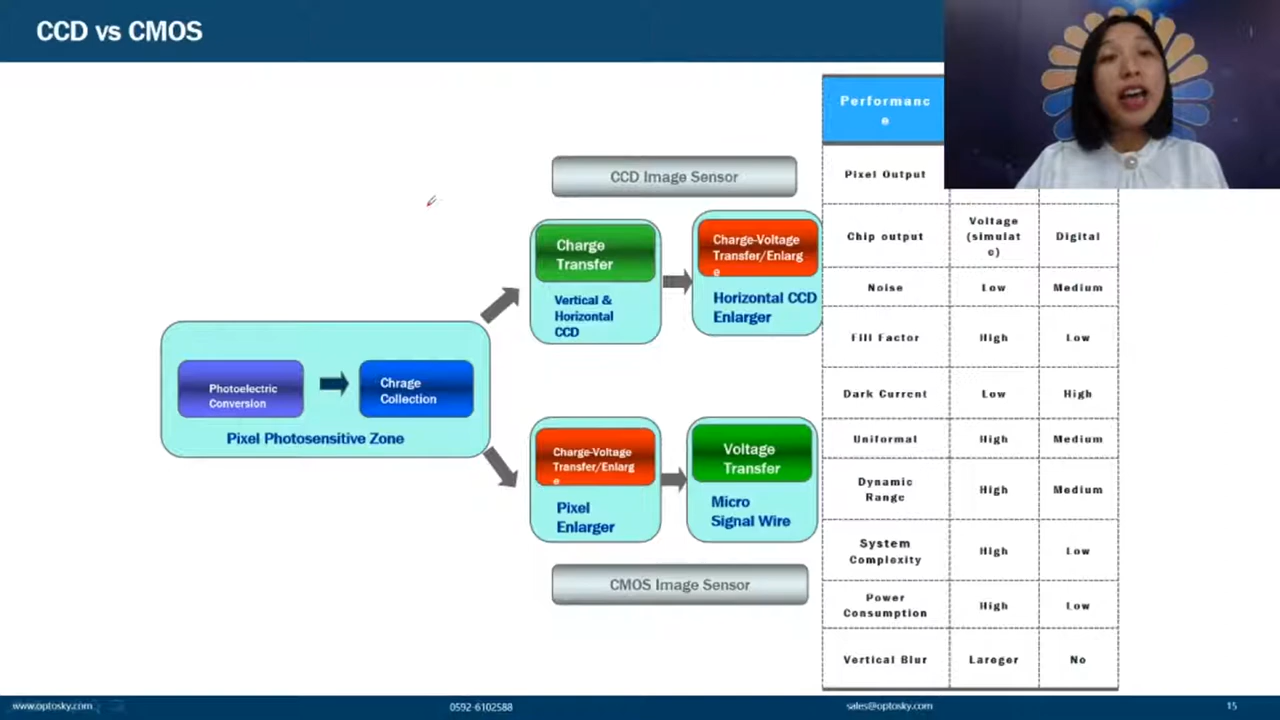 CCD vs CMOS
CCD Image Sensor
Charge
Transfer
Vertical &
Horizontal
CCD
Charge-Voltage
Transfer/Enlarg
e
Horizontal CCD
Enlarger
Photoelectric
Conversion
Chrage
Collection
Pixel Photosensitive Zone
Charge-Voltage
Transfer/Enlarg
e
Pixel
Enlarger
Voltage
Transfer
Micro
Signal Wire
CMOS Image Sensor
Performanc
e
Pixel Output
Chip output
Voltage
(simulat
c)
Digital
Noise Low Medium
Fill Factor High Low
Dark Current Low High
Uniformal High Medium
Dynamic
Range
High Medium
System
Complexity
High Low
Power
Consumption
High Low
Vertical Blur Lareger No
www.optosky.com 0592-6102588 sales@optosky.com 15